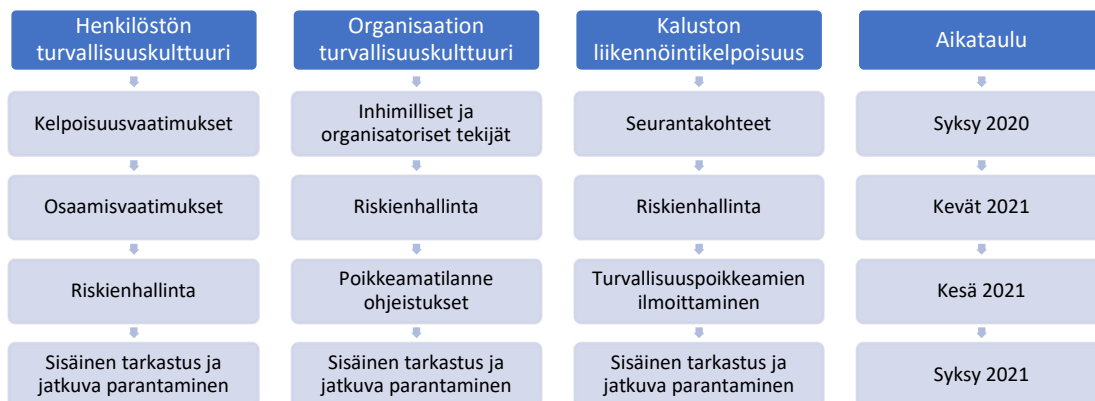 Henkilöstön
turvallisuuskulttuuri
Kelpoisuusvaatimukset
Osaamisvaatimukset
Riskienhallinta
Sisäinen tarkastus ja
jatkuva parantaminen
Organisaation
turvallisuuskulttuuri
Inhimilliset ja
organisatoriset tekijät
Riskienhallinta
Poikkeamatilanne
ohjeistukset
Sisäinen tarkastus ja
jatkuva parantaminen
Kaluston
liikennöintikelpoisuus
Seurantakohteet
Riskienhallinta
Turvallisuuspoikkeamien
ilmoittaminen
Sisäinen tarkastus ja
jatkuva parantaminen
Aikataulu
Syksy 2020
Kevät 2021
Kesä 2021
Syksy 2021